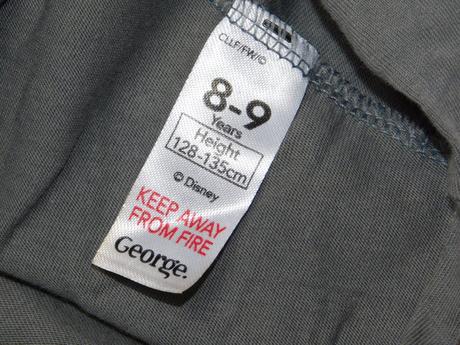 CLLF/FW/©
8-9
Years
Height
128-135cm
© Disney
KEEP AWAY
FROM FIRE
George.